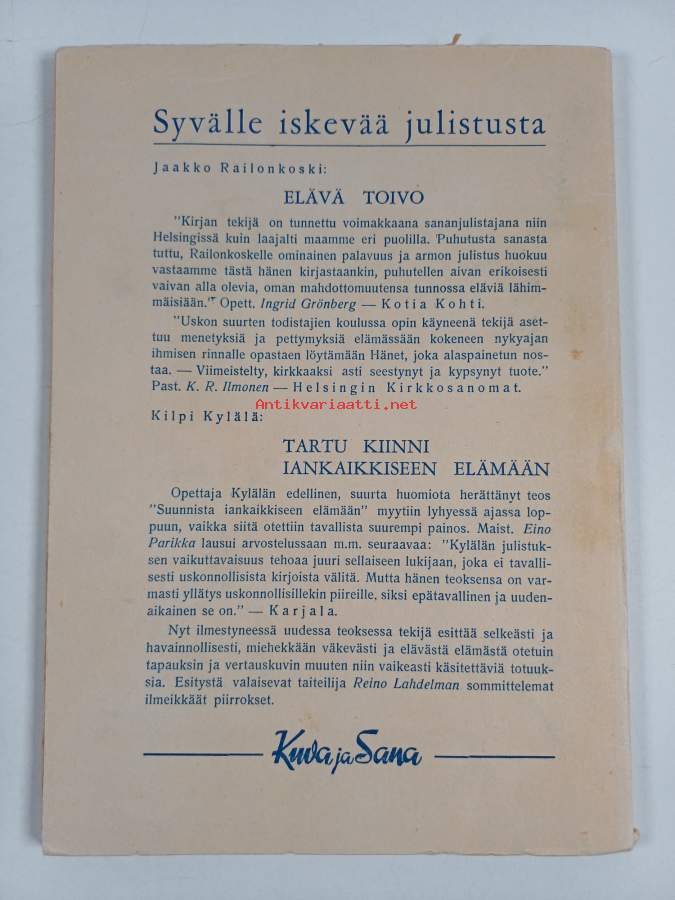 Syvälle iskevää julistusta
Jaakko Railonkoski:
ELÄVÄ TOIVO
"Kirjan tekijä on tunnettu voimakkaana sananjulistajana niin
Helsingissä kuin laajalti maamme eri puolilla. 'Puhutusta sanasta
tuttu, Railonkoskelle ominainen palavuus ja armon julistus huokuu
vastaamme tästä hänen kirjastaankin, puhutellen aivan erikoisesti
vaivan alla olevia, oman mahdottomuutensa tunnossa eläviä lähim-
mäisiään." Opett. Ingrid Grönberg — Kotia Kohti.
"Uskon suurten todistajien koulussa opin käyneenä tekijä aset-
tuu menetyksiä ja pettymyksiä elämässään kokeneen nykyajan
ihmisen rinnalle opastaen löytämään Hänet, joka alaspainetun nos-
taa. — Viimeistelty, kirkkaaksi asti seestynyt ja kypsynyt tuote."
Past. K. R. Ilmonen — Helsingin Kirkkosanomat.
Antikvariaatti.net
Kilpi Kylälä:
TARTU KIINNI
IANKAIKKISEEN ELÄMÄÄN
Opettaja Kylälän edellinen, suurta huomiota herättänyt teos
"Suunnista iankaikkiseen elämään" myytiin lyhyessä ajassa lop-
puun, vaikka siitä otettiin tavallista suurempi painos. Maist. Eino
Parikka lausui arvostelussaan m.m. seuraavaa: "Kylälän julistuk-
sen vaikuttavaisuus tehoaa juuri sellaiseen lukijaan, joka ei tavalli-
sesti uskonnollisista kirjoista välitä. Mutta hänen teoksensa on var-
masti yllätys uskonnollisillekin piireille, siksi epätavallinen ja uuden-
aikainen se on." — Karjala.
Nyt ilmestyneessä uudessa teoksessa tekijä esittää selkeästi ja
havainnollisesti, miehekkään väkevästi ja elävästä elämästä otetuin
tapauksin ja vertauskuvin muuten niin vaikeasti käsitettäviä totuuk-
sia. Esitystä valaisevat taiteilija Reino Lahdelman sommittelemat
ilmeikkäät piirrokset.
Kuva ja Sana